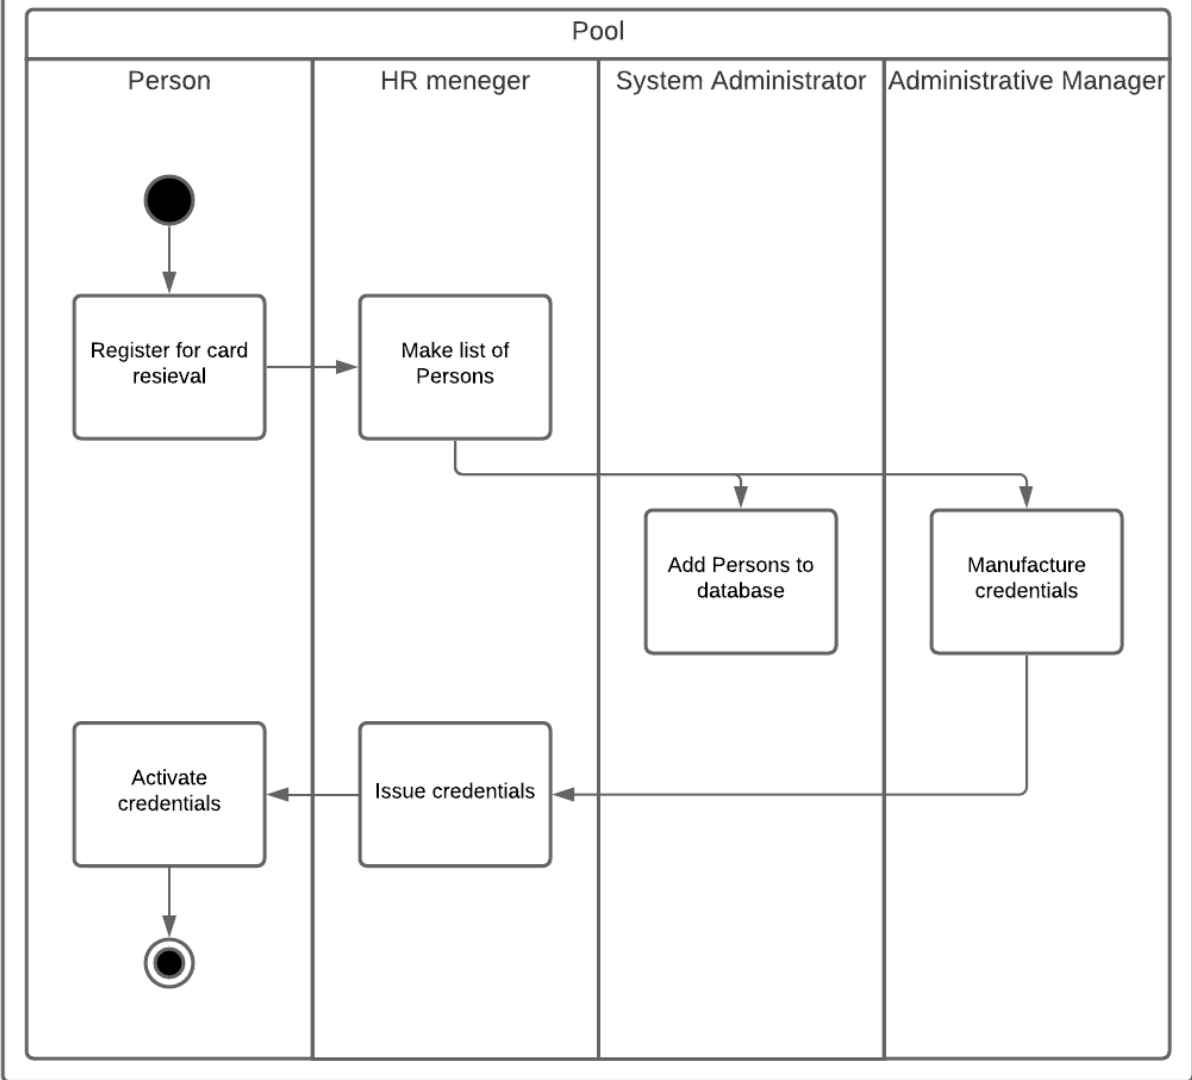 Pool
Person
HR meneger
System Administrator
Administrative Manager
Register for card
resieval
Make list of
Persons
Add Persons to
database
Manufacture
credentials
Activate
credentials
Issue credentials